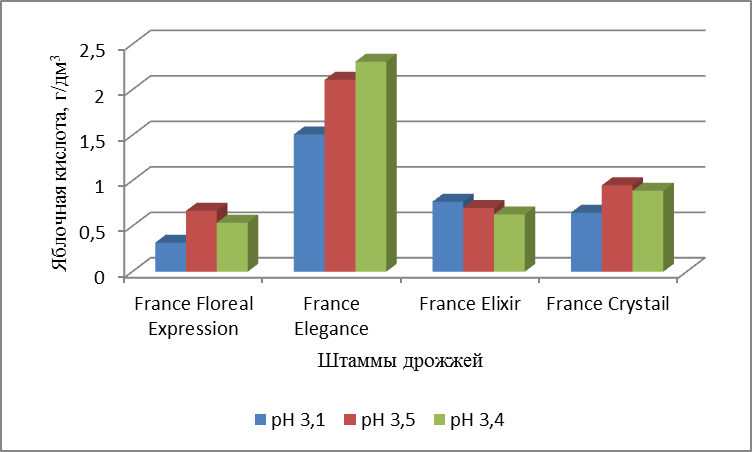 Яблочная кислота, г/дм³
2,5
2
1,5
1
0,5
0
France Floreal
Expression
France
Elegance
France Elixir
France Crystail
Штаммы дрожжей
pH 3,1
pH 3,5
pH 3,4